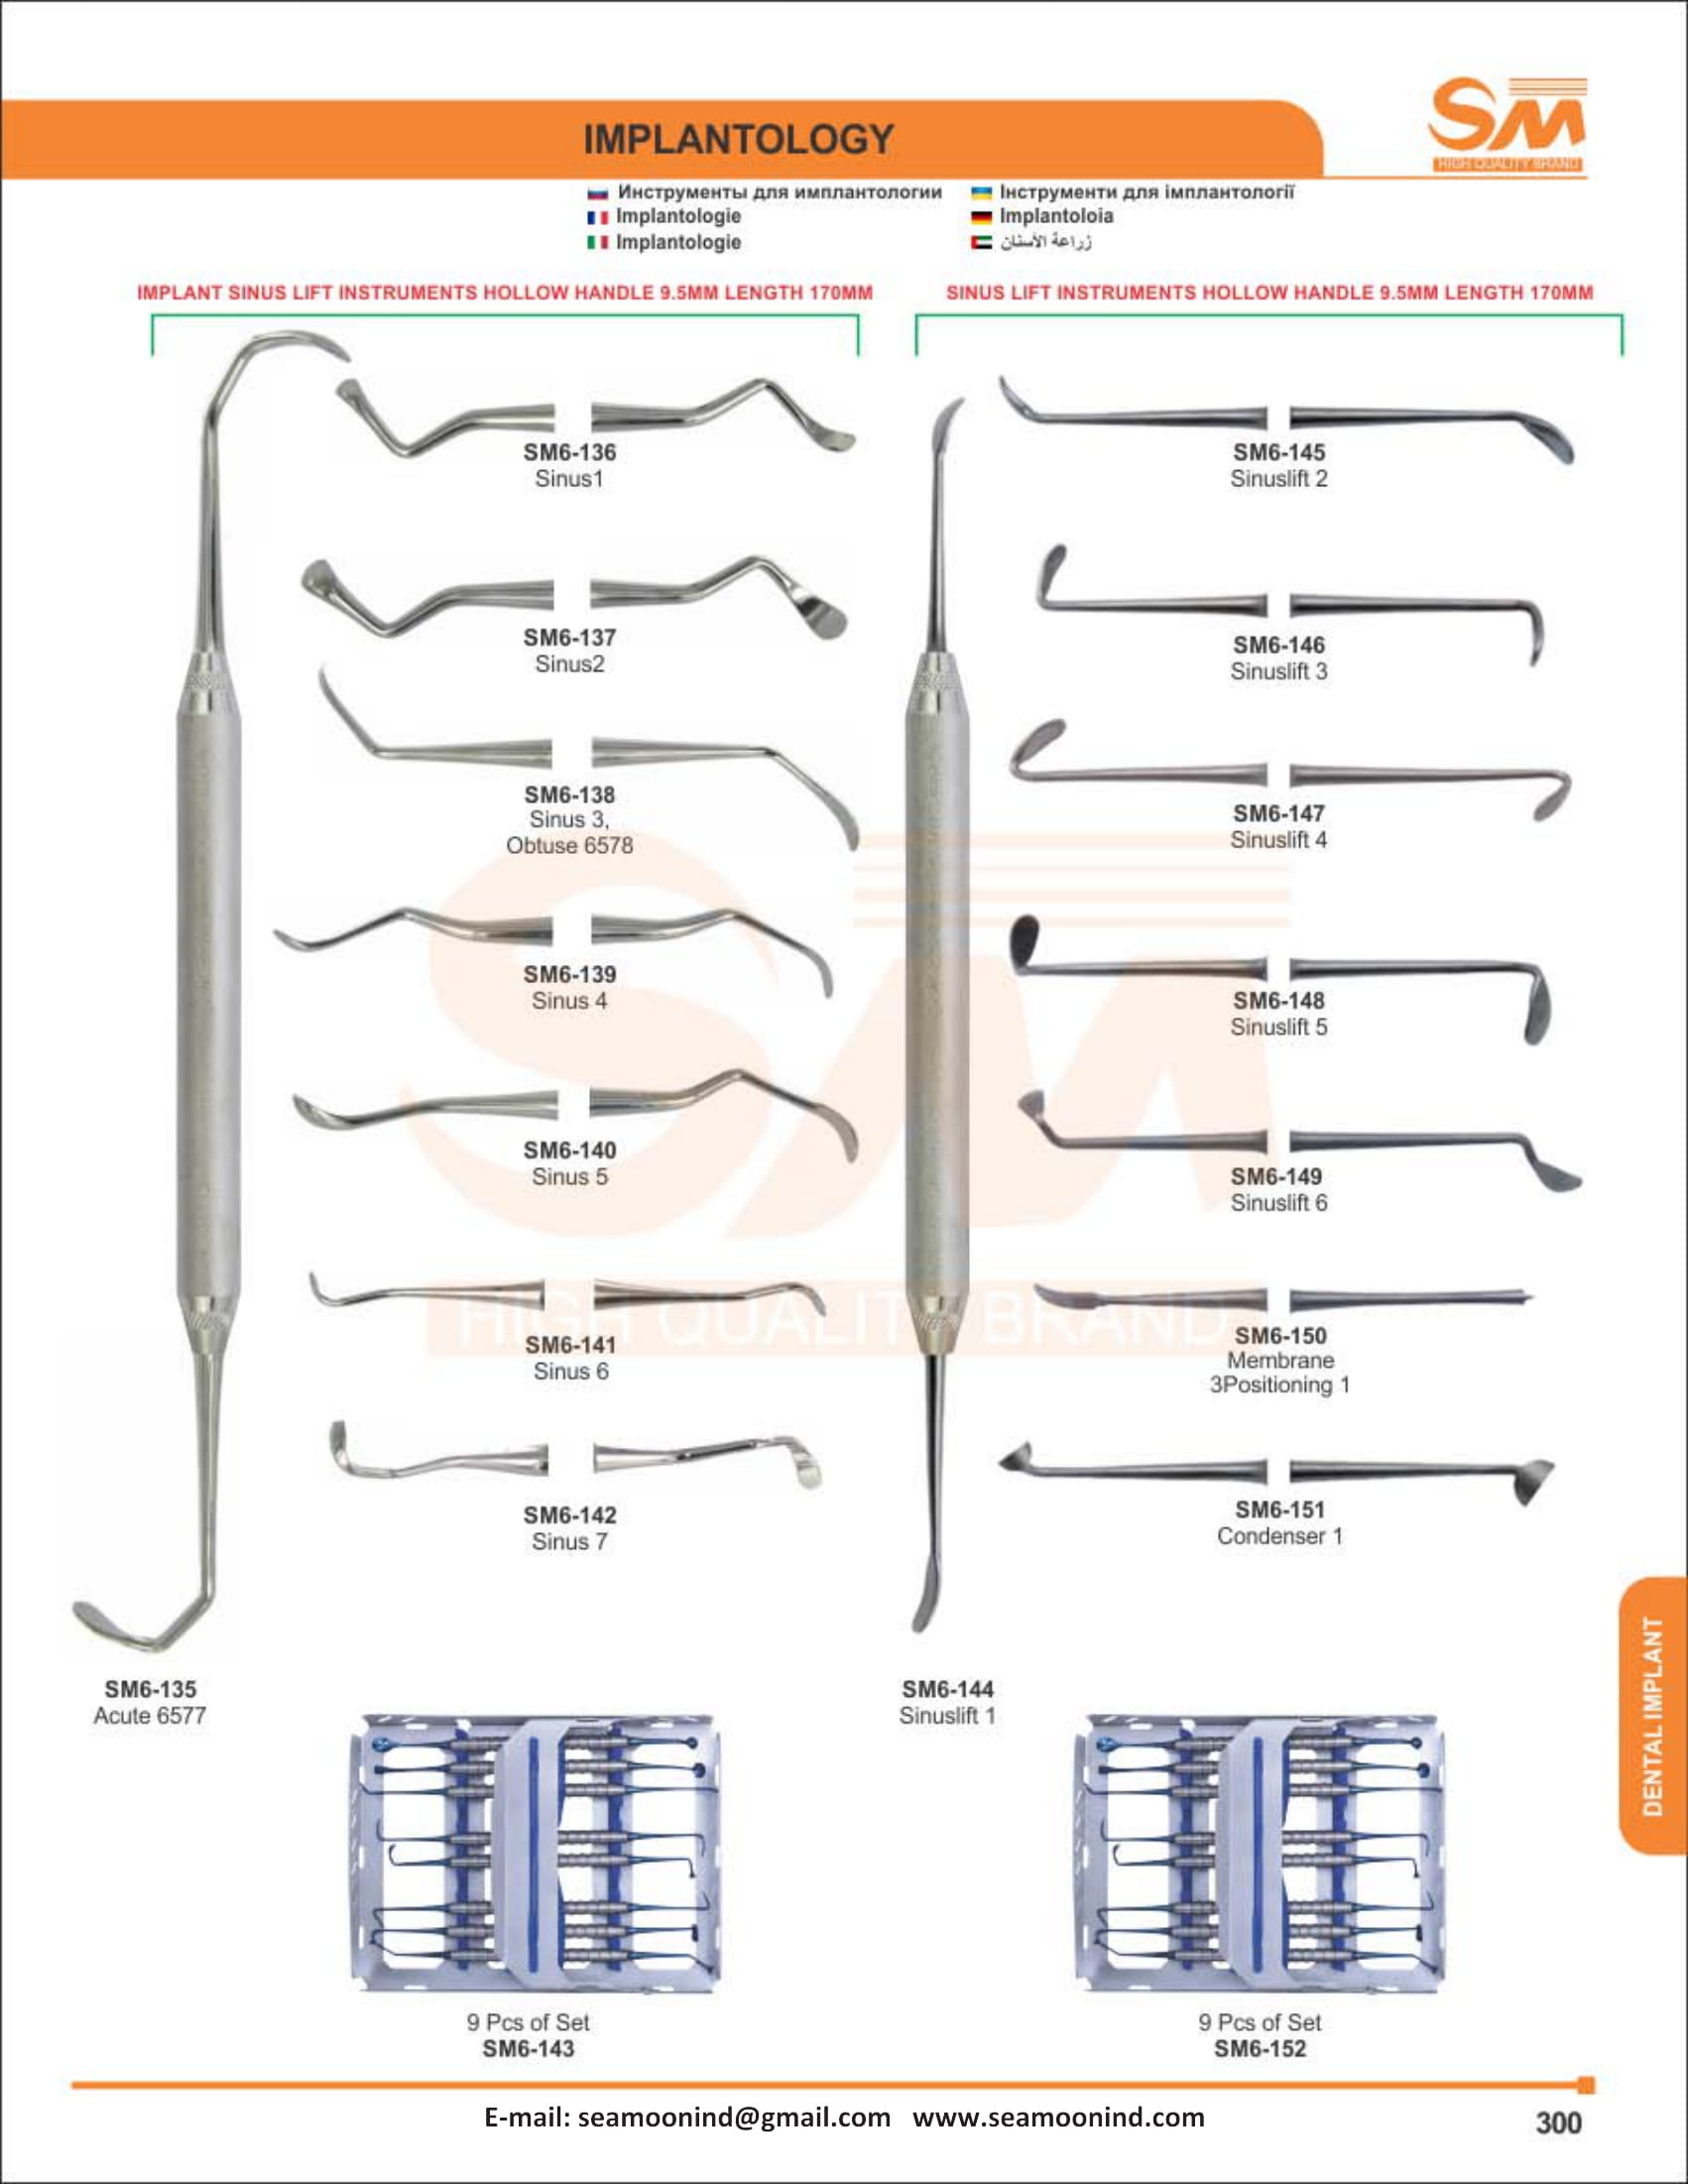 IMPLANTOLOGY
SM
HIGH QUALITY BRAND
Инструменты для имплантологии
Implantologie
Implantologie
Інструменти для імплантології
Implantoloia
زراعة الأسنان
IMPLANT SINUS LIFT INSTRUMENTS HOLLOW HANDLE 9.5MM LENGTH 170MM
SM6-136
Sinus1
SM6-137
Sinus2
SM6-138
Sinus 3,
Obtuse 6578
SM6-139
Sinus 4
SM6-140
Sinus 5
SM6-141
Sinus 6
SM6-142
Sinus 7
SM6-135
Acute 6577
9 Pcs of Set
SM6-143
SINUS LIFT INSTRUMENTS HOLLOW HANDLE 9.5MM LENGTH 170MM
SM6-145
Sinuslift 2
SM6-146
Sinuslift 3
SM6-147
Sinuslift 4
SM6-148
Sinuslift 5
SM6-149
Sinuslift 6
SM6-150
Membrane
3Positioning 1
SM6-151
Condenser 1
SM6-144
Sinuslift 1
9 Pcs of Set
SM6-152
SM
HIGH QUALITY BRAND
DENTAL IMPLANT
E-mail: seamoonind@gmail.com www.seamoonind.com
300